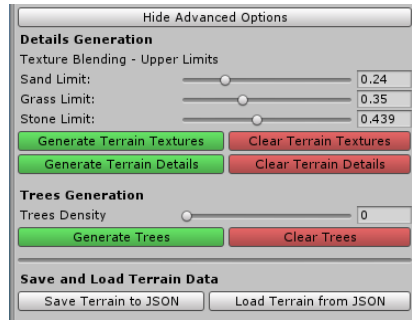 Hide Advanced Options
Details Generation
Texture Blending - Upper Limits
Sand Limit: 0.24
Grass Limit: 0.35
Stone Limit: 0.439
Generate Terrain Textures Clear Terrain Textures
Generate Terrain Details Clear Terrain Details
Trees Generation
Trees Density 0
Generate Trees Clear Trees
Save and Load Terrain Data
Save Terrain to JSON Load Terrain from JSON